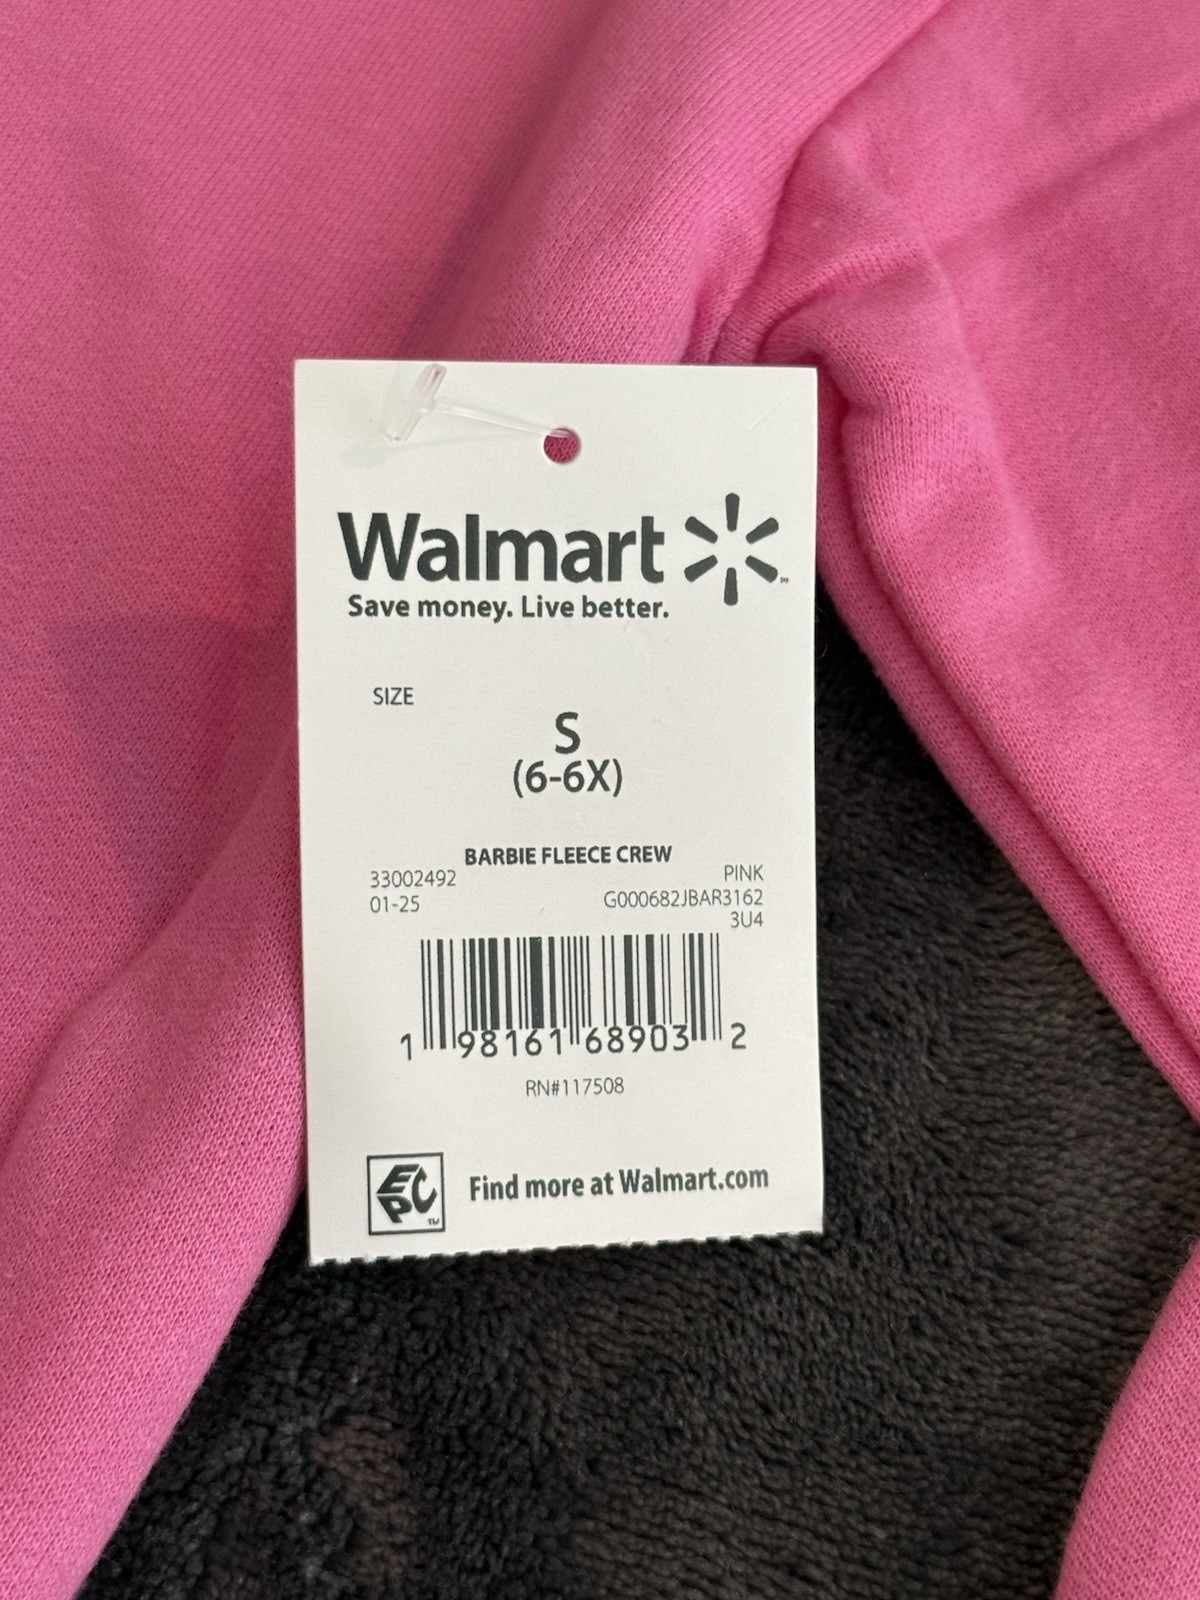 Walmart
Save money. Live better.
SIZE
S
(6-6X)
BARBIE FLEECE CREW
33002492 PINK
01-25 G000682JBAR3162
3U4
1 98161 68903 2
RN#117508
EPC Find more at Walmart.com